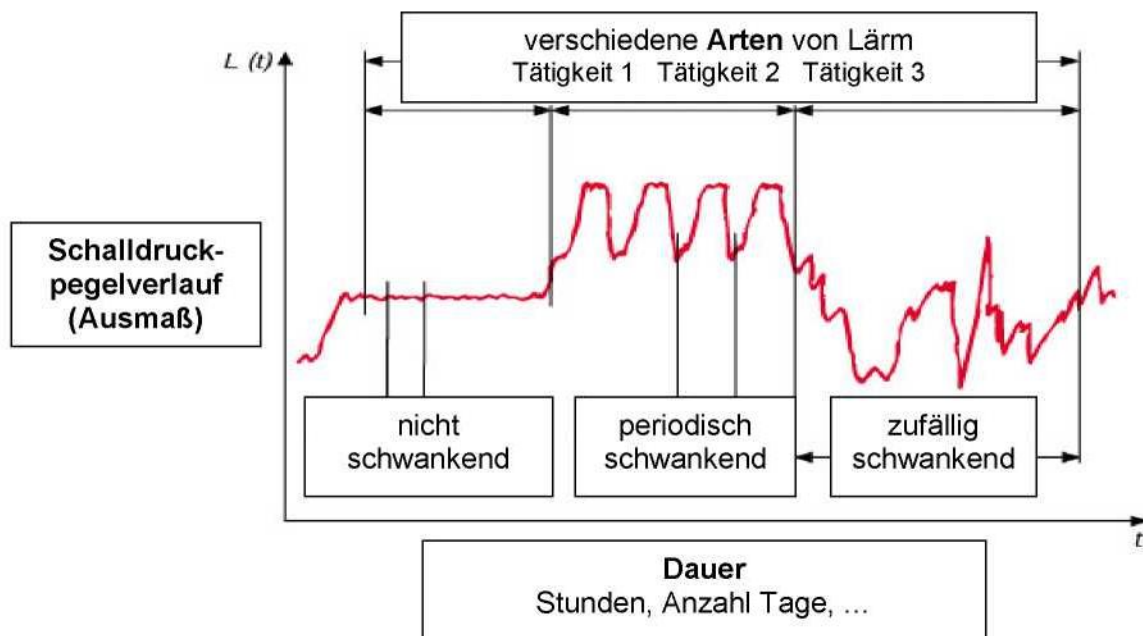 verschiedene Arten von Lärm
Tätigkeit 1 Tätigkeit 2 Tätigkeit 3
L (t)
Schalldruck-
pegelverlauf
(Ausmaß)
nicht
schwankend
periodisch
schwankend
zufällig
schwankend
t
Dauer
Stunden, Anzahl Tage, ...